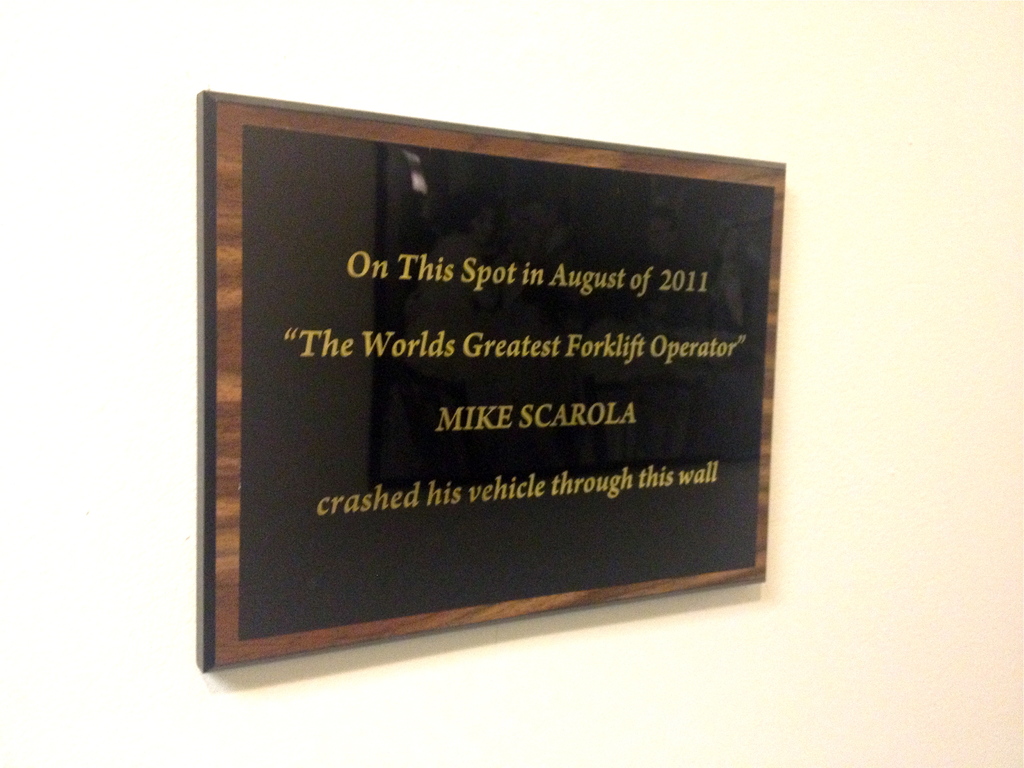 On This Spot in August of 2011
“The Worlds Greatest Forklift Operator”
MIKE SCAROLA
crashed his vehicle through this wall